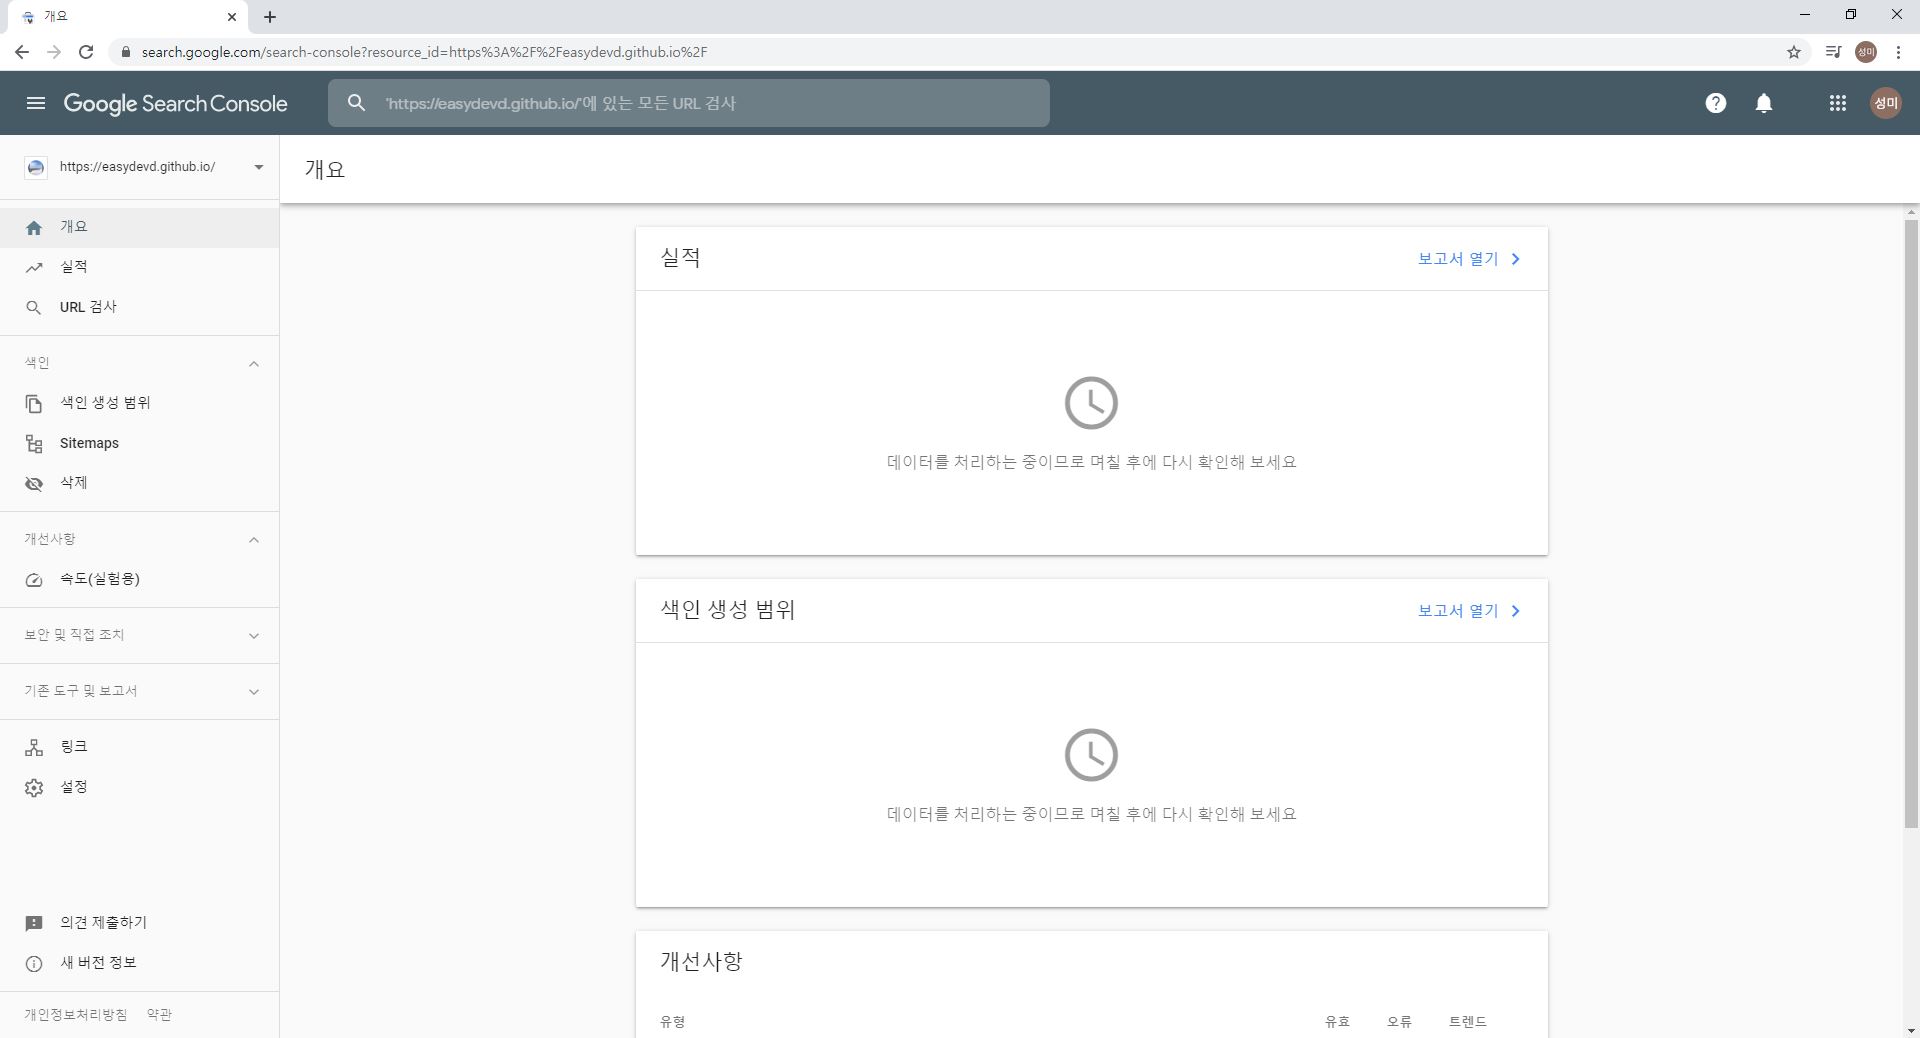 개요
search.google.com/search-console?resource_id=https%3A%2F%2Feasydevd.github.io%2F
성미
Google Search Console
'https://easydevd.github.io/'에 있는 모든 URL 검사
성미
https://easydevd.github.io/
개요
개요
실적
URL 검사
색인
색인 생성 범위
Sitemaps
삭제
개선사항
속도(실험용)
보안 및 직접 조치
기존 도구 및 보고서
링크
설정
의견 제출하기
새 버전 정보
개인정보처리방침 약관
실적
보고서 열기
데이터를 처리하는 중이므로 며칠 후에 다시 확인해 보세요
색인 생성 범위
보고서 열기
데이터를 처리하는 중이므로 며칠 후에 다시 확인해 보세요
개선사항
유형 유효 오류 트렌드